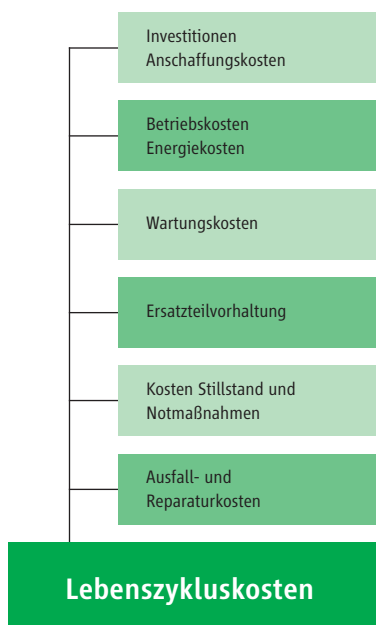 Investitionen
Anschaffungskosten
Betriebskosten
Energiekosten
Wartungskosten
Ersatzteilvorhaltung
Kosten Stillstand und
Notmaßnahmen
Ausfall- und
Reparaturkosten
Lebenszykluskosten